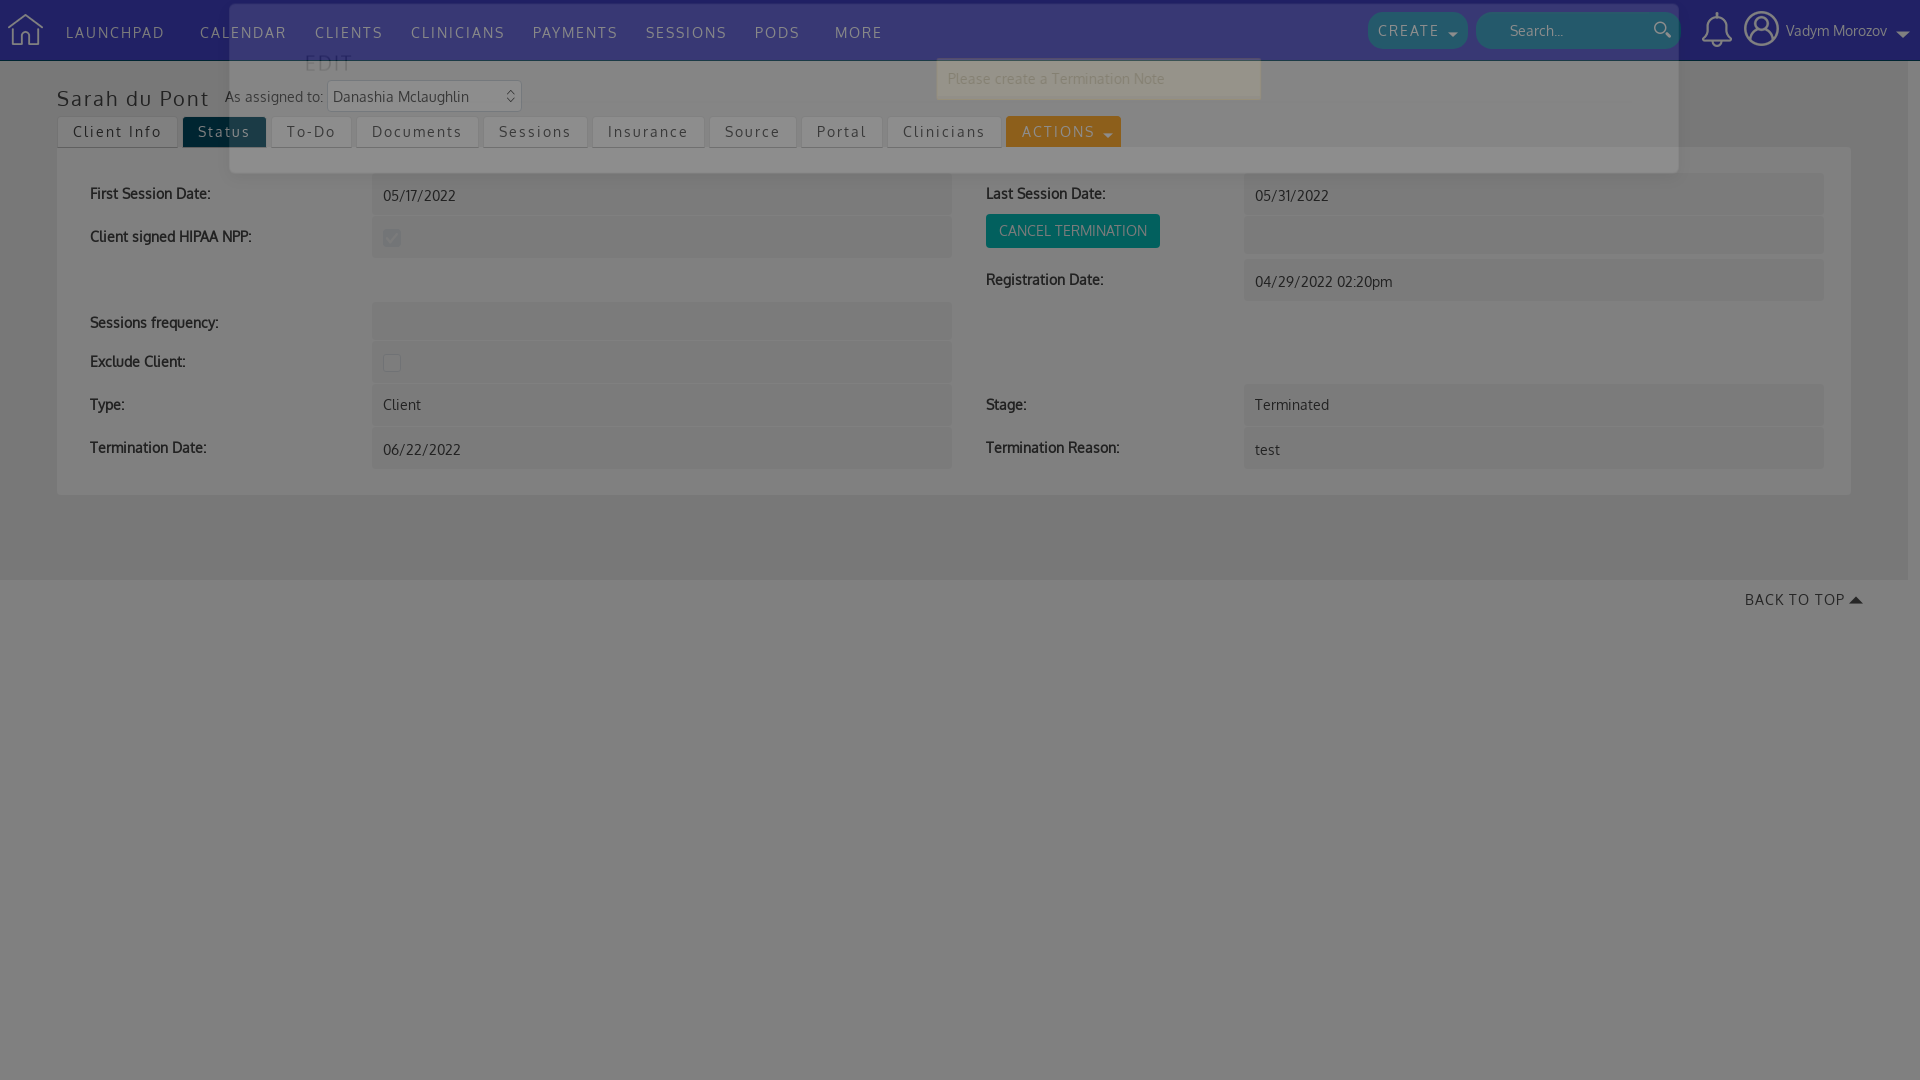 LAUNCHPAD CALENDAR CLIENTS CLINICIANS PAYMENTS SESSIONS PODS MORE CREATE Search... Vadym Morozov
EDIT
Please create a Termination Note
Sarah du Pont As assigned to: Danashia Mclaughlin
Client Info Status To-Do Documents Sessions Insurance Source Portal Clinicians ACTIONS
First Session Date: 05/17/2022 Last Session Date: 05/31/2022
Client signed HIPAA NPP: CANCEL TERMINATION
Registration Date: 04/29/2022 02:20pm
Sessions frequency:
Exclude Client:
Type: Client Stage: Terminated
Termination Date: 06/22/2022 Termination Reason: test
BACK TO TOP